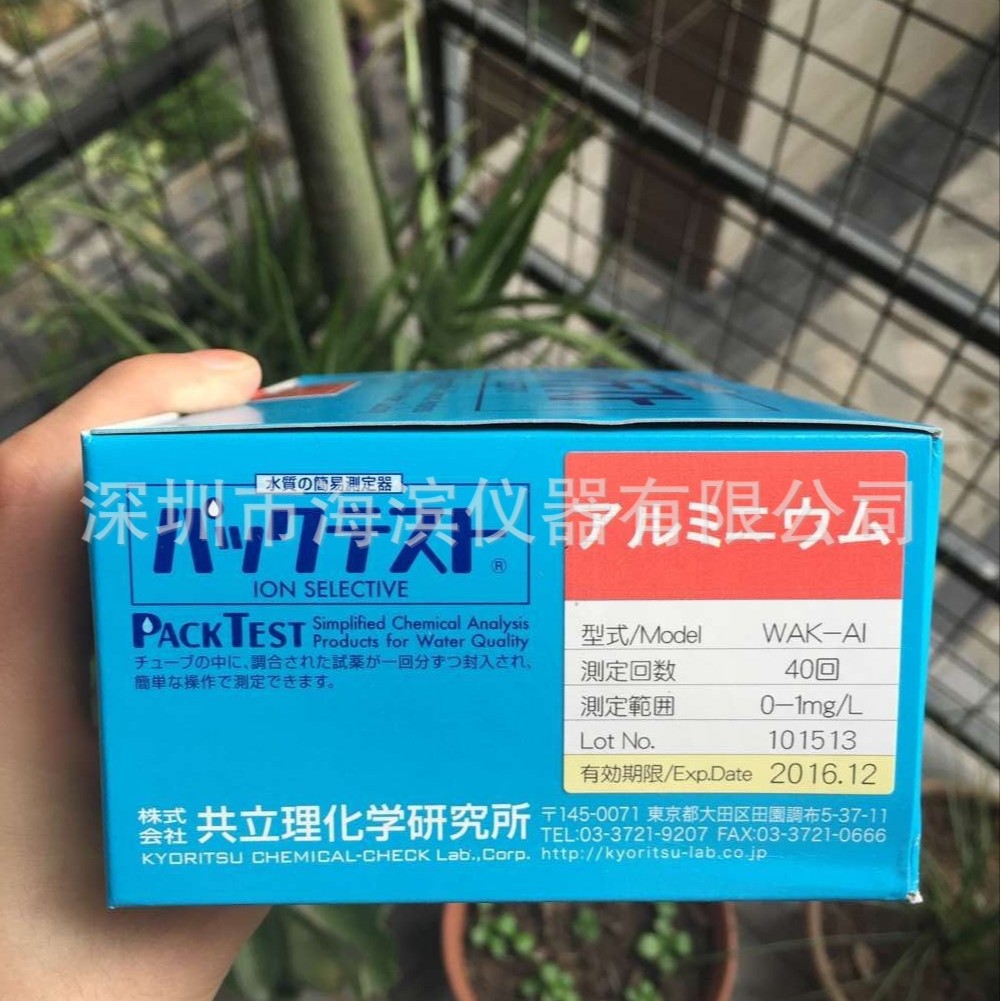 水質の簡易測定器
パックテスト®
ION SELECTIVE
PACKTEST Simplified Chemical Analysis
Products for Water Quality
チューブの中に、調合された試薬が一回分ずつ封入され、
簡単な操作で測定できます。
アルミニウム
型式/Model WAK-Al
測定回数 40回
測定範囲 0-1mg/L
Lot No. 101513
有効期限/Exp.Date 2016.12
株式会社 共立理化学研究所
KYORITSU CHEMICAL-CHECK Lab.,Corp.
〒145-0071 東京都大田区田園調布5-37-11
TEL:03-3721-9207 FAX:03-3721-0666
http://kyoritsu-lab.co.jp
深圳市海滨仪器有限公司